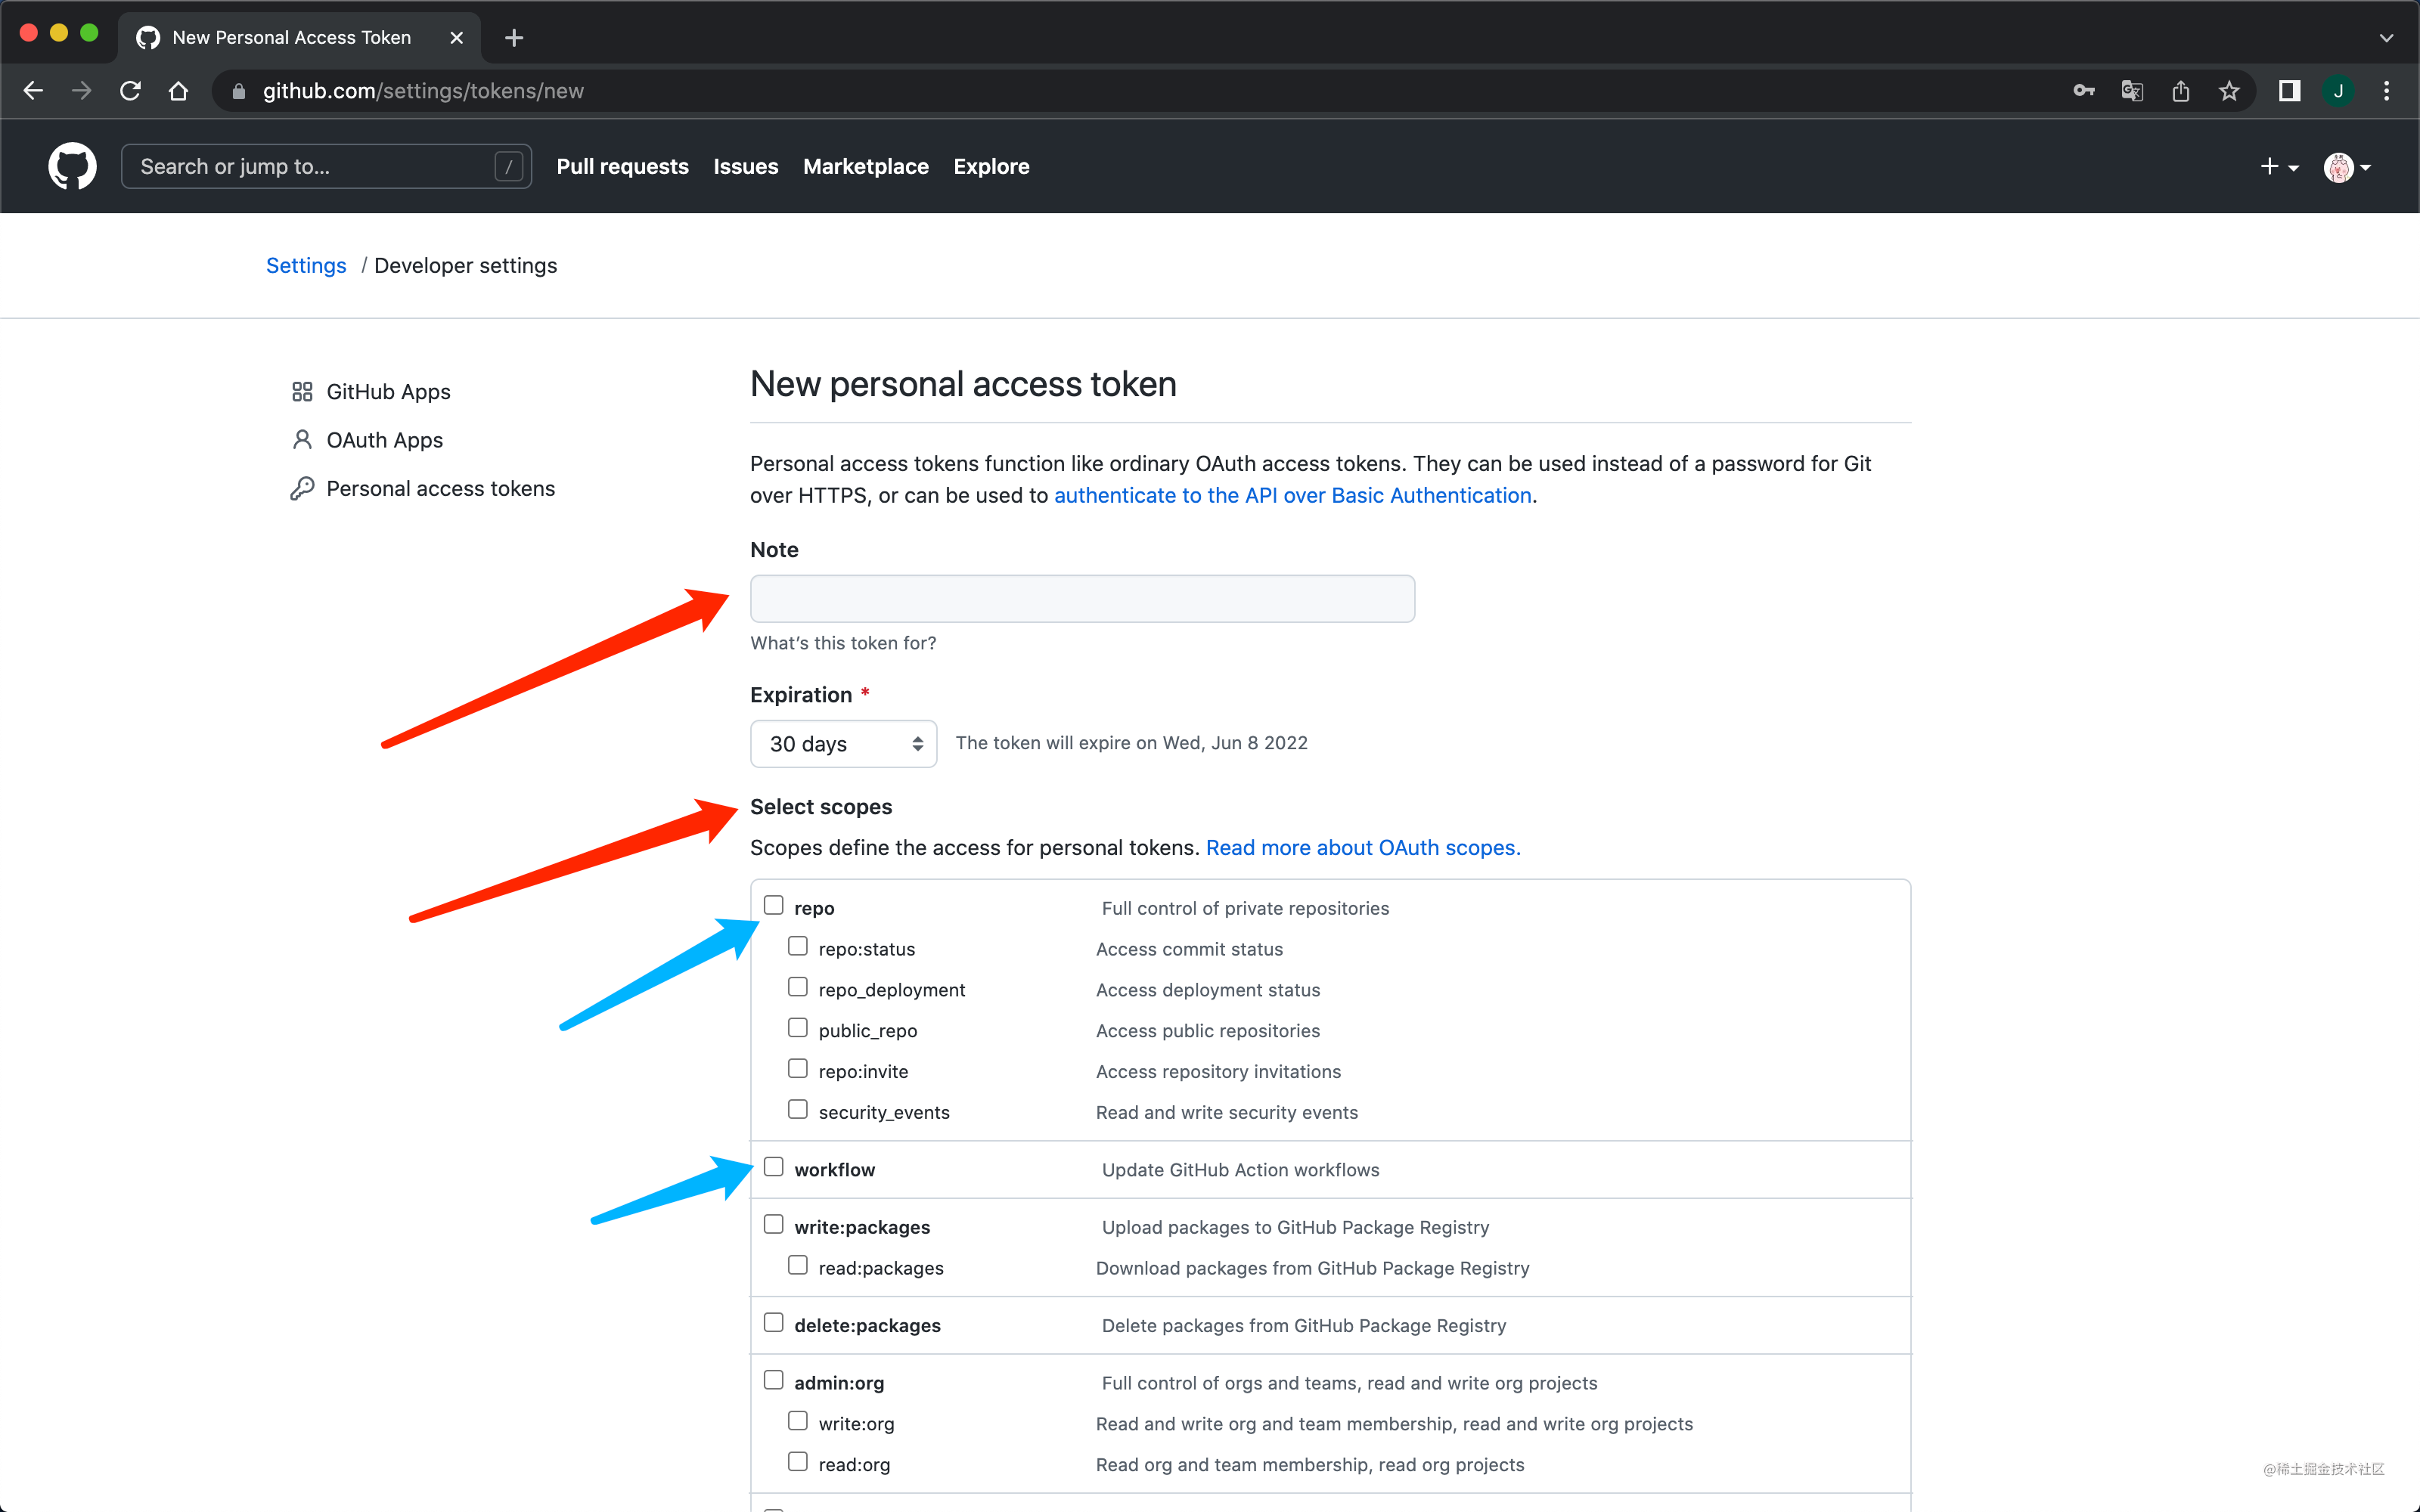 New Personal Access Token
github.com/settings/tokens/new
J
Search or jump to...
/
Pull requests
Issues
Marketplace
Explore
Settings / Developer settings
GitHub Apps
OAuth Apps
Personal access tokens
New personal access token
Personal access tokens function like ordinary OAuth access tokens. They can be used instead of a password for Git
over HTTPS, or can be used to authenticate to the API over Basic Authentication.
Note
What's this token for?
Expiration *
30 days
The token will expire on Wed, Jun 8 2022
Select scopes
Scopes define the access for personal tokens. Read more about OAuth scopes.
repo Full control of private repositories
repo:status Access commit status
repo_deployment Access deployment status
public_repo Access public repositories
repo:invite Access repository invitations
security_events Read and write security events
workflow Update GitHub Action workflows
write:packages Upload packages to GitHub Package Registry
read:packages Download packages from GitHub Package Registry
delete:packages Delete packages from GitHub Package Registry
admin:org Full control of orgs and teams, read and write org projects
write:org Read and write org and team membership, read and write org projects
read:org Read org and team membership, read org projects
@稀土掘金技术社区